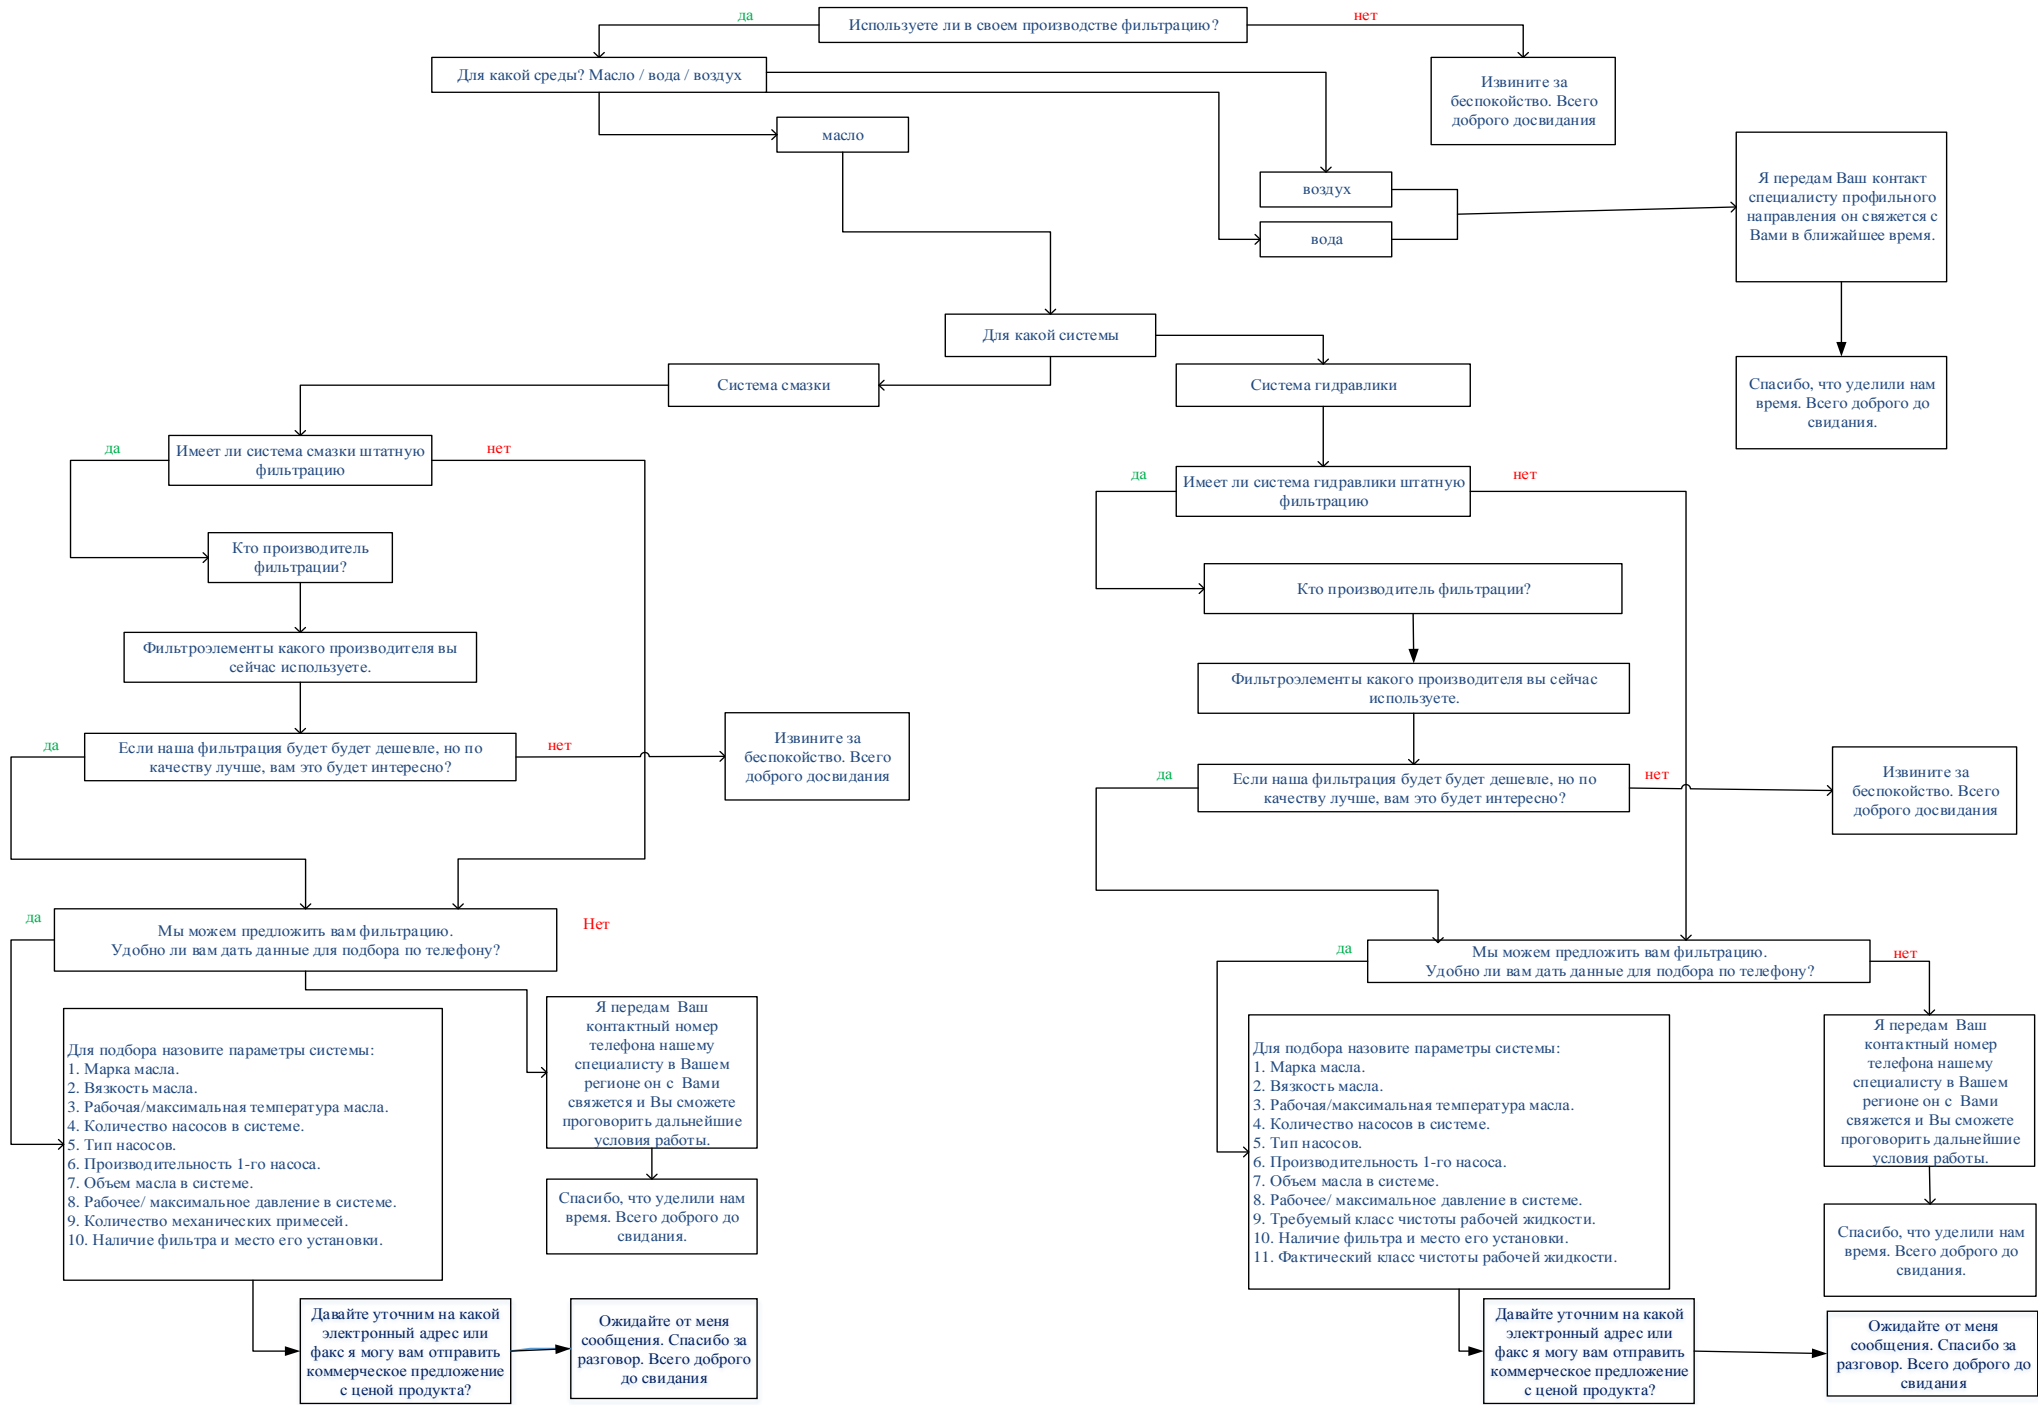 да
Используете ли в своем производстве фильтрацию?
нет
Для какой среды? Масло / вода / воздух
Извините за
беспокойство. Всего
доброго досвидания
масло
воздух
вода
Я передам Ваш контакт
специалисту профильного
направления он свяжется с
Вами в ближайшее время.
Спасибо, что уделили нам
время. Всего доброго до
свидания.
Для какой системы
Система смазки
Система гидравлики
да
Имеет ли система смазки штатную
фильтрацию
нет
Кто производитель
фильтрации?
Фильтроэлементы какого производителя вы
сейчас используете.
да
Если наша фильтрация будет будет дешевле, но по
качеству лучше, вам это будет интересно?
нет
Извините за
беспокойство. Всего
доброго досвидания
да
Мы можем предложить вам фильтрацию.
Удобно ли вам дать данные для подбора по телефону?
Нет
Для подбора назовите параметры системы:
1. Марка масла.
2. Вязкость масла.
3. Рабочая/максимальная температура масла.
4. Количество насосов в системе.
5. Тип насосов.
6. Производительность 1-го насоса.
7. Объем масла в системе.
8. Рабочее/ максимальное давление в системе.
9. Количество механических примесей.
10. Наличие фильтра и место его установки.
Я передам Ваш
контактный номер
телефона нашему
специалисту в Вашем
регионе он с Вами
свяжется и Вы сможете
проговорить дальнейшие
условия работы.
Спасибо, что уделили нам
время. Всего доброго до
свидания.
Давайте уточним на какой
электронный адрес или
факс я могу вам отправить
коммерческое предложение
с ценой продукта?
Ожидайте от меня
сообщения. Спасибо за
разговор. Всего доброго
до свидания
да
Имеет ли система гидравлики штатную
фильтрацию
нет
Кто производитель фильтрации?
Фильтроэлементы какого производителя вы сейчас
используете.
да
Если наша фильтрация будет будет дешевле, но по
качеству лучше, вам это будет интересно?
нет
Извините за
беспокойство. Всего
доброго досвидания
да
Мы можем предложить вам фильтрацию.
Удобно ли вам дать данные для подбора по телефону?
нет
Для подбора назовите параметры системы:
1. Марка масла.
2. Вязкость масла.
3. Рабочая/максимальная температура масла.
4. Количество насосов в системе.
5. Тип насосов.
6. Производительность 1-го насоса.
7. Объем масла в системе.
8. Рабочее/ максимальное давление в системе.
9. Требуемый класс чистоты рабочей жидкости.
10. Наличие фильтра и место его установки.
11. Фактический класс чистоты рабочей жидкости.
Я передам Ваш
контактный номер
телефона нашему
специалисту в Вашем
регионе он с Вами
свяжется и Вы сможете
проговорить дальнейшие
условия работы.
Спасибо, что уделили нам
время. Всего доброго до
свидания.
Давайте уточним на какой
электронный адрес или
факс я могу вам отправить
коммерческое предложение
с ценой продукта?
Ожидайте от меня
сообщения. Спасибо за
разговор. Всего доброго до
свидания